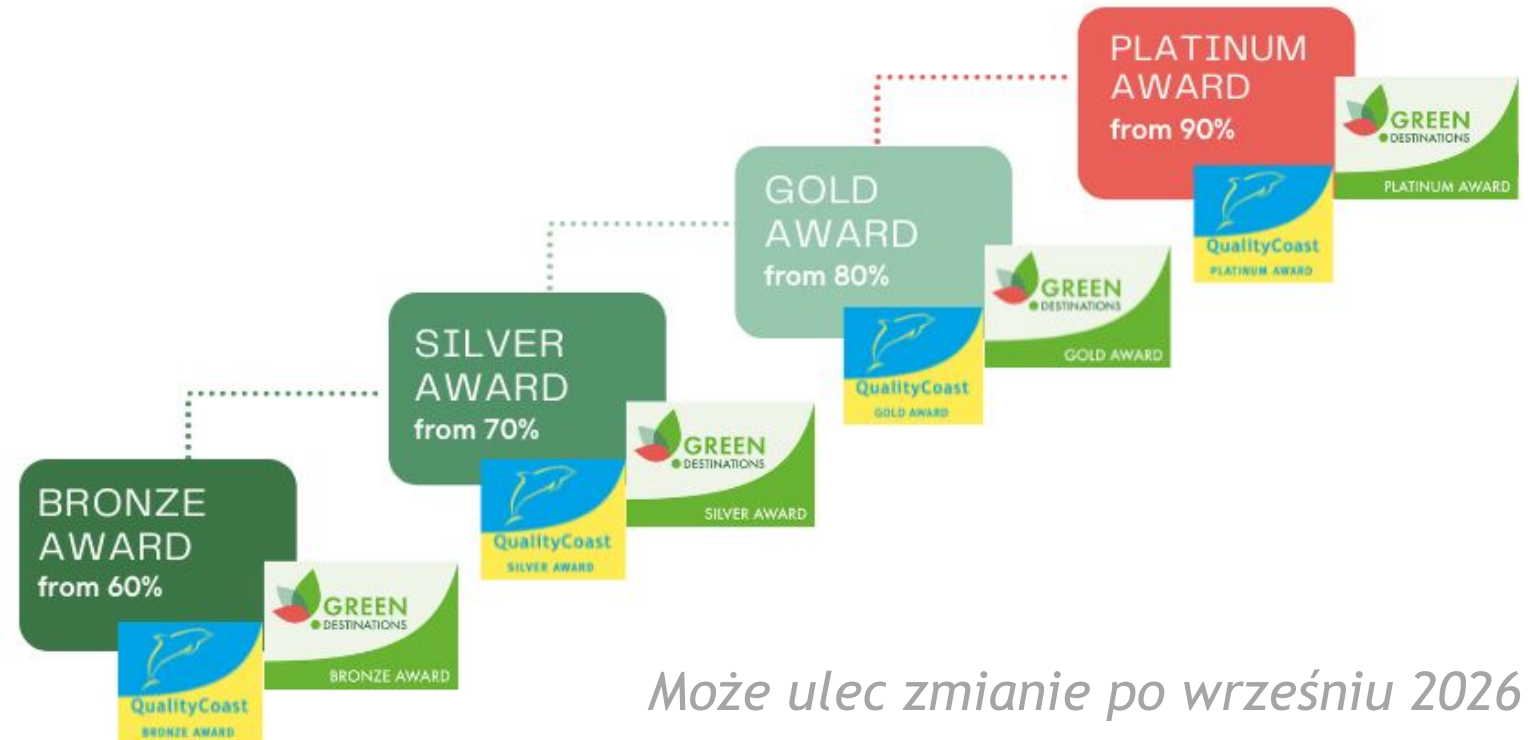 PLATINUM
AWARD
from 90%
GREEN
DESTINATIONS
PLATINUM AWARD
QualityCoast
PLATINUM AWARD
GOLD
AWARD
from 80%
GREEN
DESTINATIONS
GOLD AWARD
QualityCoast
GOLD AWARD
SILVER
AWARD
from 70%
GREEN
DESTINATIONS
SILVER AWARD
QualityCoast
SILVER AWARD
BRONZE
AWARD
from 60%
GREEN
DESTINATIONS
BRONZE AWARD
QualityCoast
BRONZE AWARD
Może ulec zmianie po wrześniu 2026